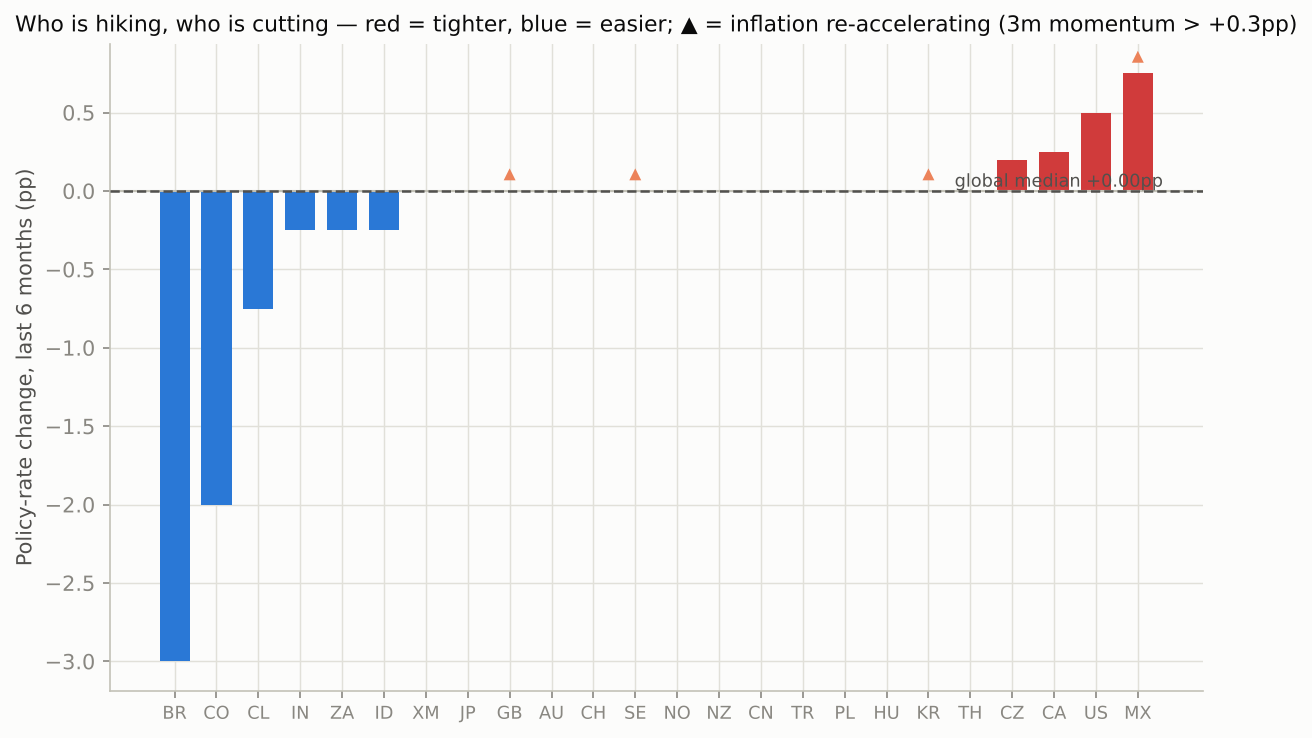 Who is hiking, who is cutting — red = tighter, blue = easier; ▲ = inflation re-accelerating (3m momentum > +0.3pp)
Policy-rate change, last 6 months (pp)
0.5
0.0
−0.5
−1.0
−1.5
−2.0
−2.5
−3.0
global median +0.00pp
BR CO CL IN ZA ID XM JP GB AU CH SE NO NZ CN TR PL HU KR TH CZ CA US MX